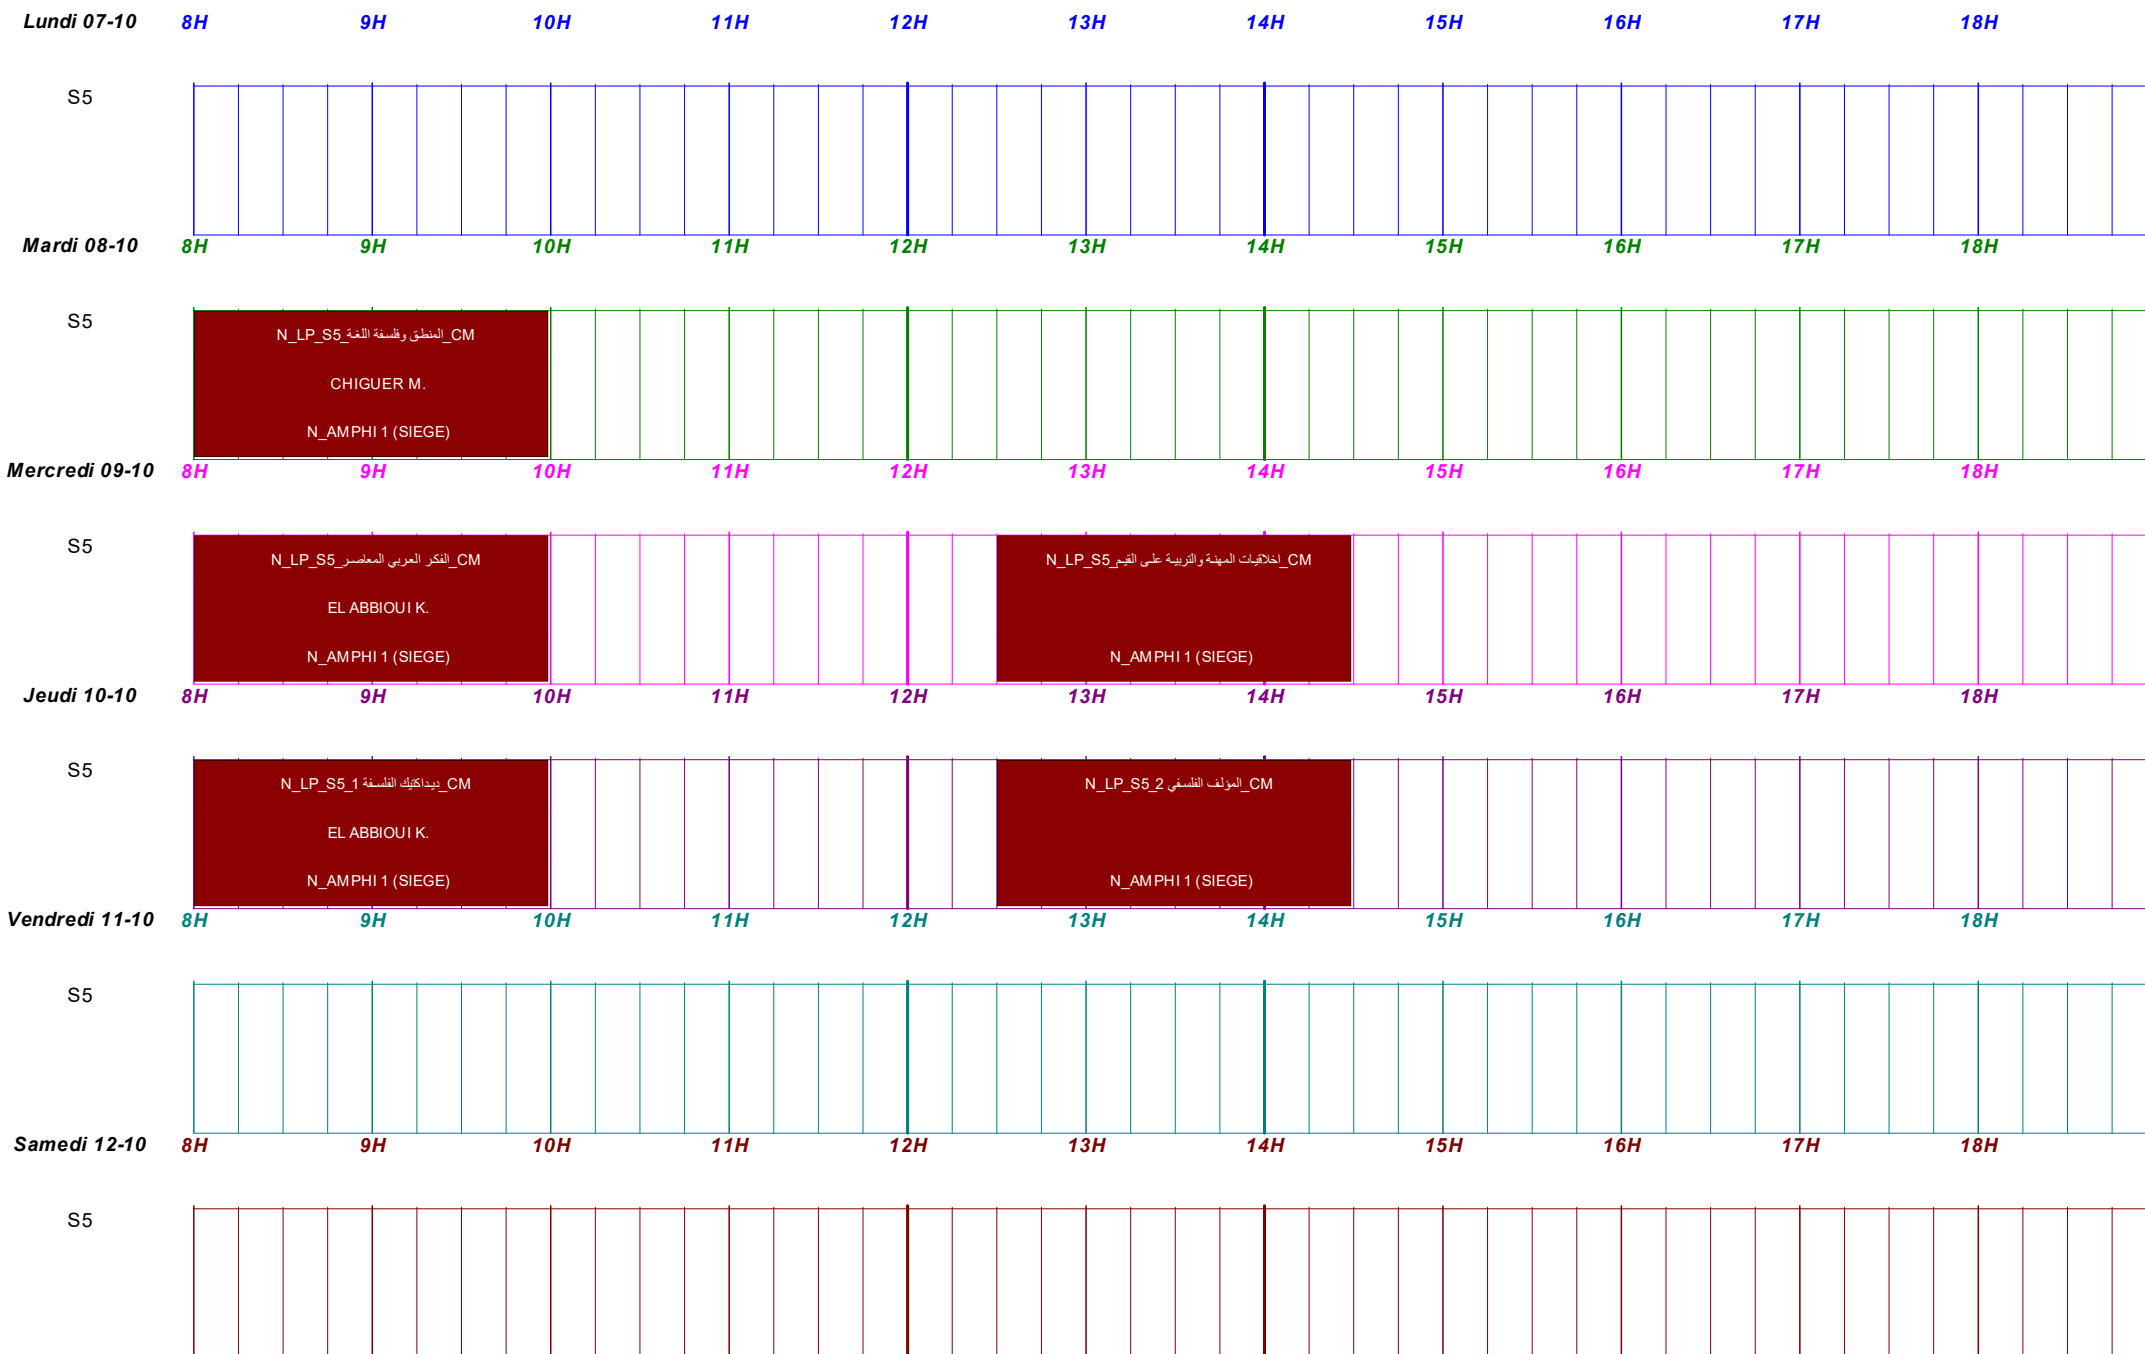 Lundi 07-10 8H 9H 10H 11H 12H 13H 14H 15H 16H 17H 18H
S5
Mardi 08-10 8H 9H 10H 11H 12H 13H 14H 15H 16H 17H 18H
S5
N_LP_S5_المنطق وفلسفة اللغة_CM
CHIGUER M.
N_AMPHI 1 (SIEGE)
Mercredi 09-10 8H 9H 10H 11H 12H 13H 14H 15H 16H 17H 18H
S5
N_LP_S5_الفكر العربي المعاصر_CM
EL ABBIOUI K.
N_AMPHI 1 (SIEGE)
N_LP_S5_اخلاقيات المهنة والتربية على القيم_CM
N_AMPHI 1 (SIEGE)
Jeudi 10-10 8H 9H 10H 11H 12H 13H 14H 15H 16H 17H 18H
S5
N_LP_S5_1 ديداكتيك الفلسفة_CM
EL ABBIOUI K.
N_AMPHI 1 (SIEGE)
N_LP_S5_2 المؤلف الفلسفي_CM
N_AMPHI 1 (SIEGE)
Vendredi 11-10 8H 9H 10H 11H 12H 13H 14H 15H 16H 17H 18H
S5
Samedi 12-10 8H 9H 10H 11H 12H 13H 14H 15H 16H 17H 18H
S5